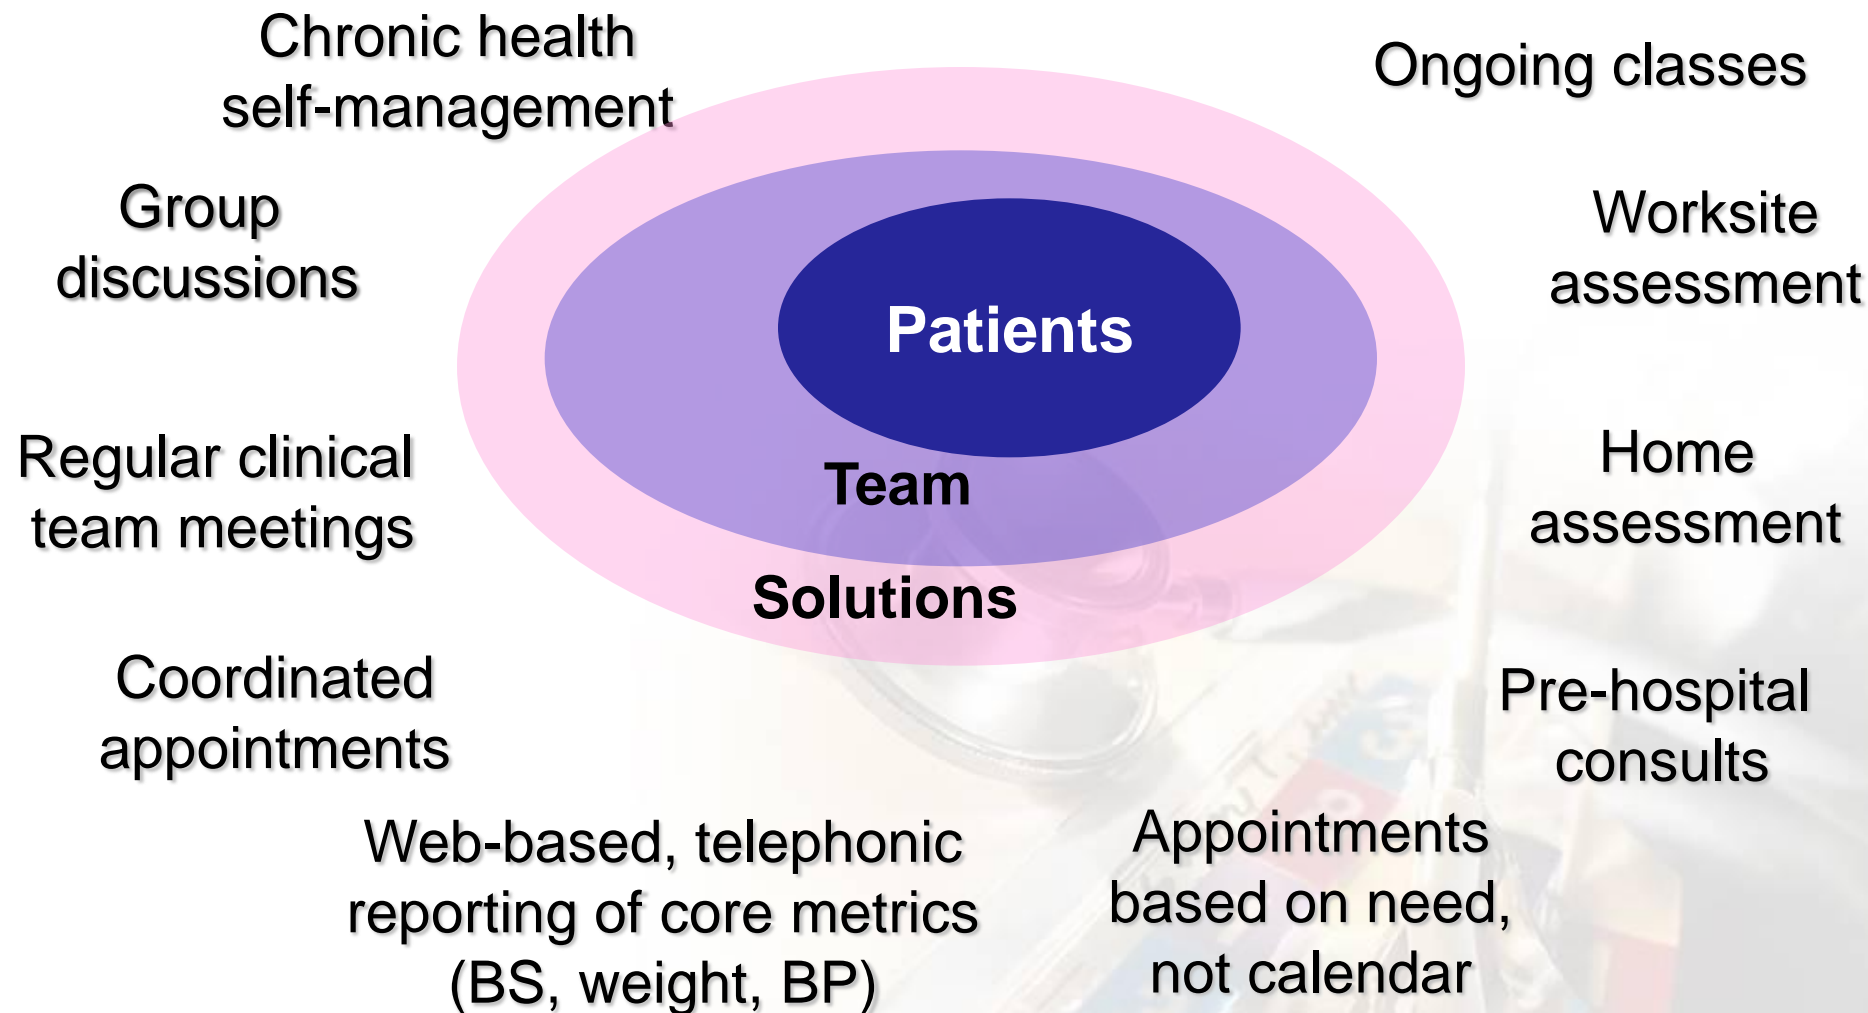 Chronic health
self-management
Ongoing classes
Group
discussions
Worksite
assessment
Patients
Regular clinical
team meetings
Team
Home
assessment
Solutions
Coordinated
appointments
Pre-hospital
consults
Web-based, telephonic
reporting of core metrics
(BS, weight, BP)
Appointments
based on need,
not calendar